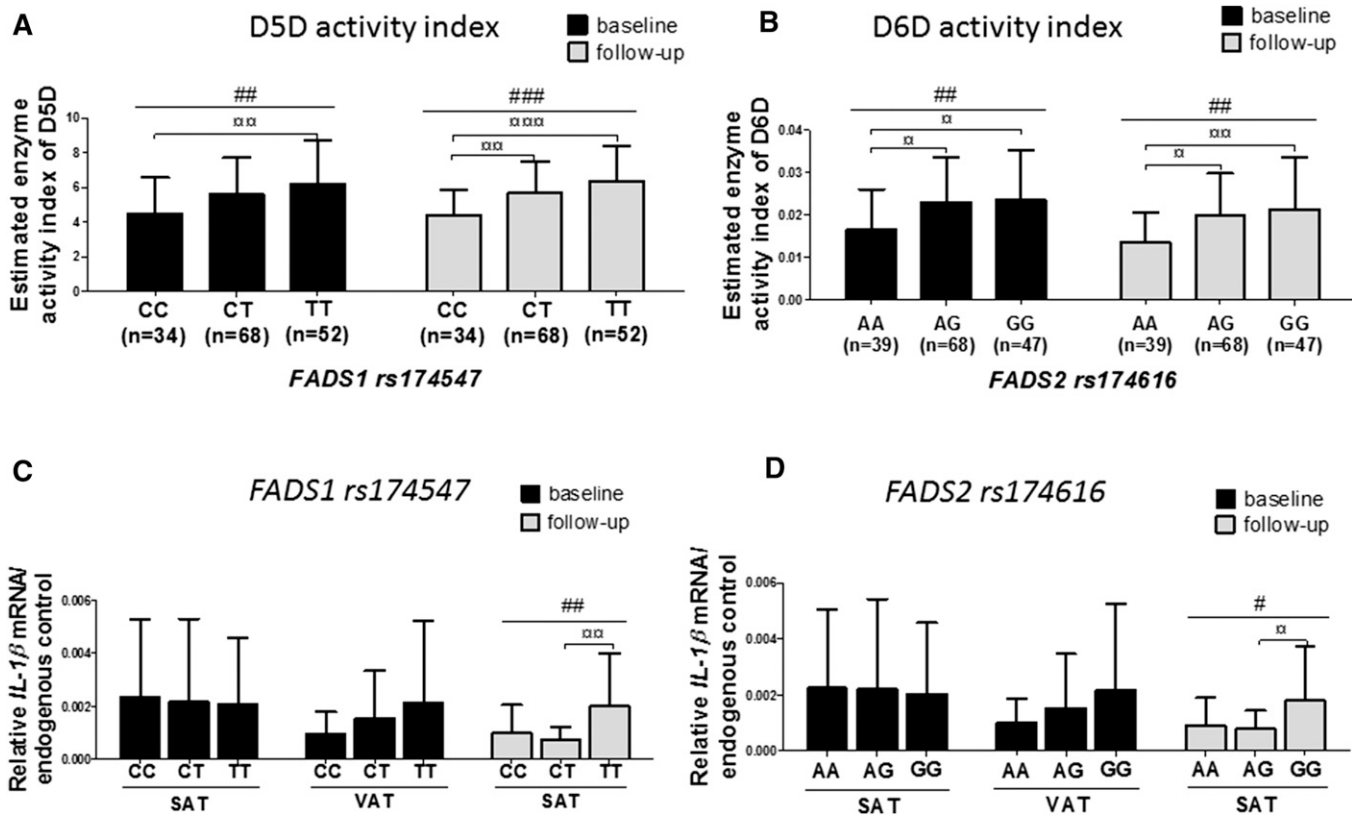 A
D5D activity index
baseline
follow-up
Estimated enzyme
activity index of D5D
10
8
6
4
2
0
##
¤¤
###
¤¤¤
¤¤
CC
CT
TT
CC
CT
TT
(n=34)
(n=68)
(n=52)
(n=34)
(n=68)
(n=52)
FADS1 rs174547
B
D6D activity index
baseline
follow-up
Estimated enzyme
activity index of D6D
0.04
0.03
0.02
0.01
0.00
##
¤
¤
##
¤¤
¤
AA
AG
GG
AA
AG
GG
(n=39)
(n=68)
(n=47)
(n=39)
(n=68)
(n=47)
FADS2 rs174616
C
FADS1 rs174547
baseline
follow-up
Relative IL-1β mRNA/
endogenous control
0.006
0.004
0.002
0.000
##
¤¤
CC
CT
TT
CC
CT
TT
CC
CT
TT
SAT
VAT
SAT
D
FADS2 rs174616
baseline
follow-up
Relative IL-1β mRNA/
endogenous control
0.006
0.004
0.002
0.000
#
¤
AA
AG
GG
AA
AG
GG
AA
AG
GG
SAT
VAT
SAT